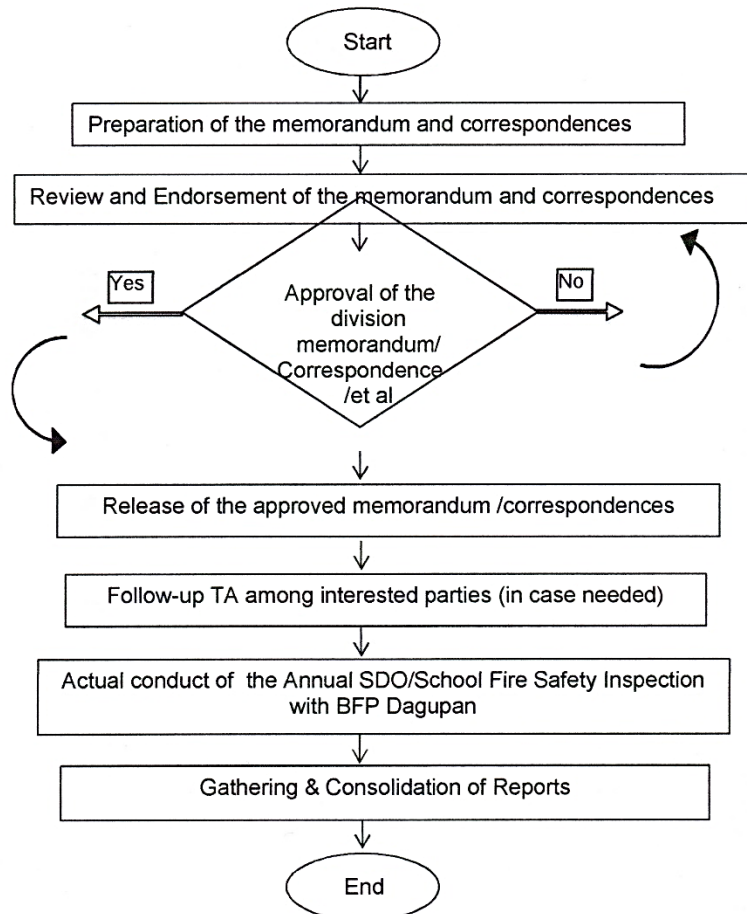 Start
Preparation of the memorandum and correspondences
Review and Endorsement of the memorandum and correspondences
Yes
No
Approval of the
division
memorandum/
Correspondence
/et al
Release of the approved memorandum /correspondences
Follow-up TA among interested parties (in case needed)
Actual conduct of the Annual SDO/School Fire Safety Inspection
with BFP Dagupan
Gathering & Consolidation of Reports
End